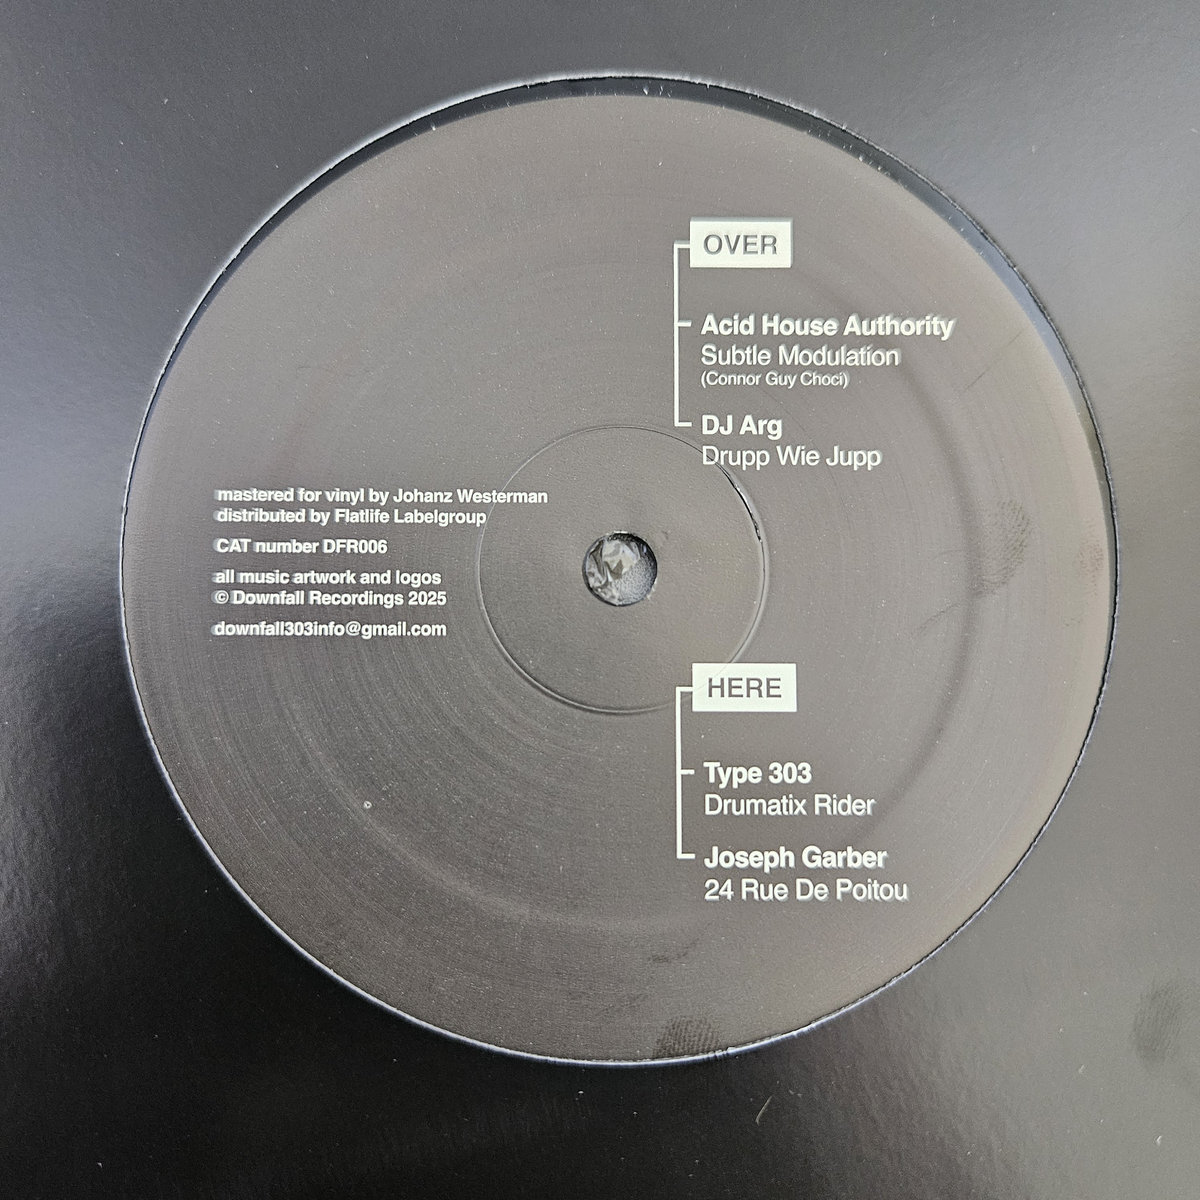 OVER
Acid House Authority
Subtle Modulation
(Connor Guy Choci)
DJ Arg
Drupp Wie Jupp
mastered for vinyl by Johanz Westerman
distributed by Flatlife Labelgroup
CAT number DFR006
all music artwork and logos
© Downfall Recordings 2025
downfall303info@gmail.com
HERE
Type 303
Drumatix Rider
Joseph Garber
24 Rue De Poitou